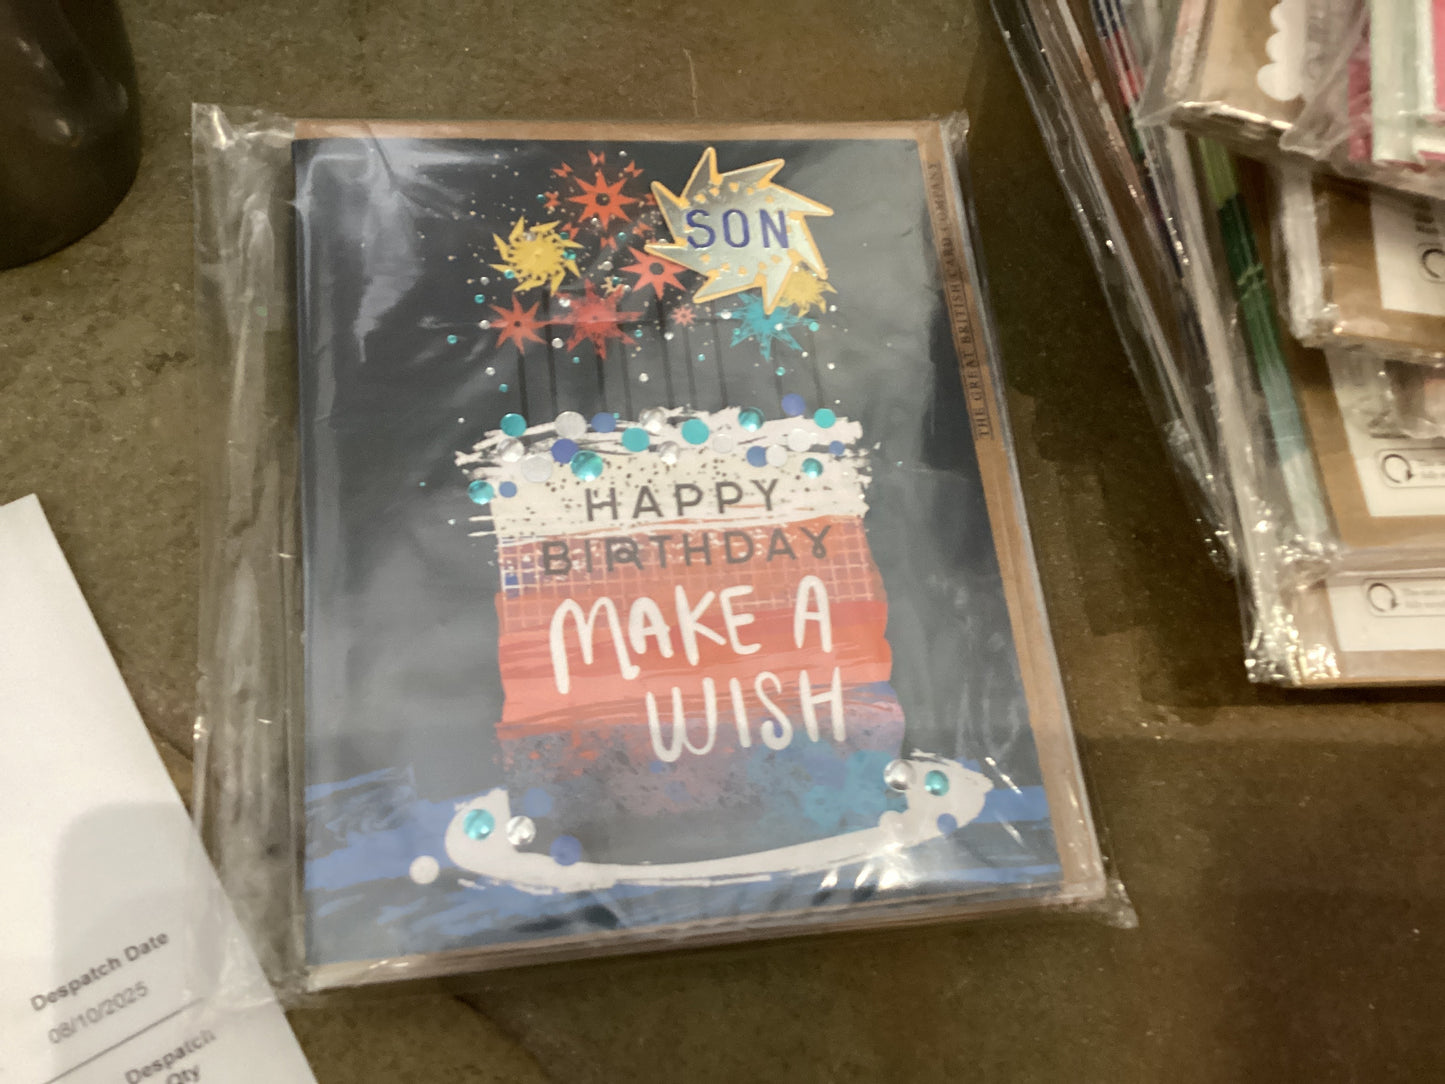 SON
HAPPY
BIRTHDAY
MAKE A
WISH
THE GREAT BRITISH CARD COMPANY
Despatch Date
08/10/2025
Despatch
Qty